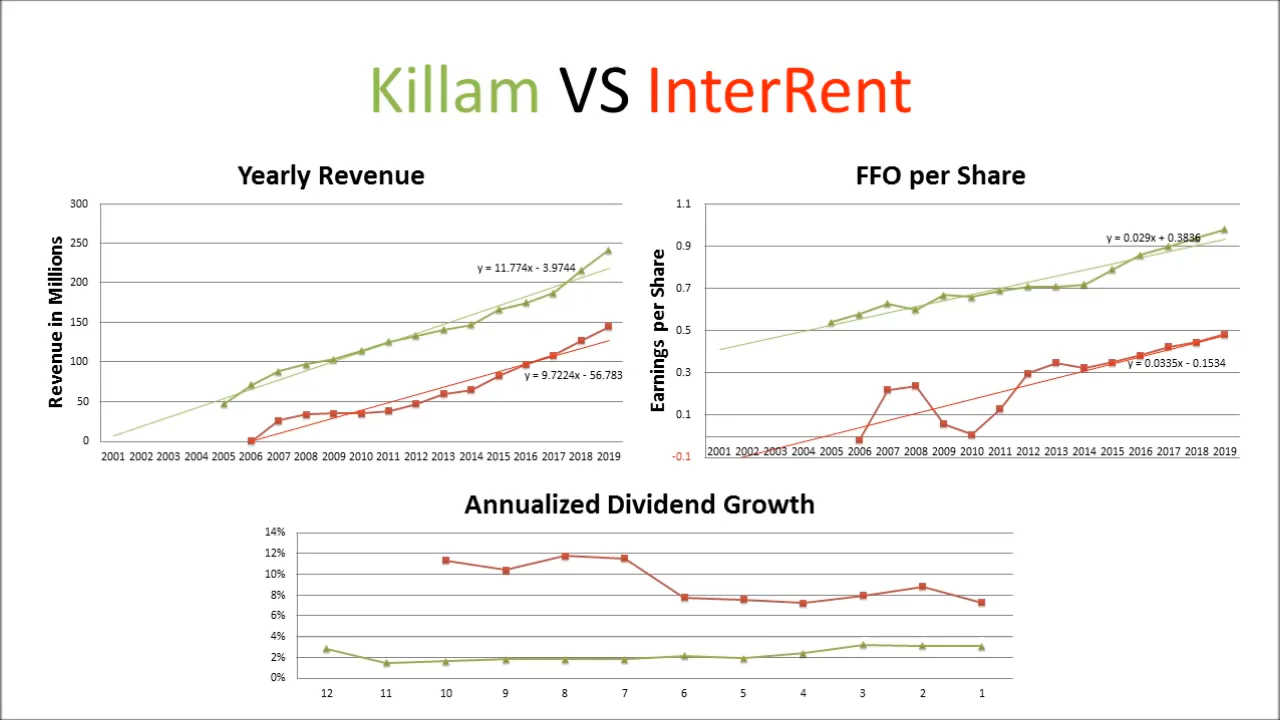 Killam VS InterRent
Yearly Revenue
Revenue in Millions
300
250
200
150
100
50
0
y = 11.774x - 3.9744
y = 9.7224x - 56.783
2001 2002 2003 2004 2005 2006 2007 2008 2009 2010 2011 2012 2013 2014 2015 2016 2017 2018 2019
FFO per Share
Earnings per Share
1.1
0.9
0.7
0.5
0.3
0.1
-0.1
y = 0.029x + 0.3836
y = 0.0335x - 0.1534
2001 2002 2003 2004 2005 2006 2007 2008 2009 2010 2011 2012 2013 2014 2015 2016 2017 2018 2019
Annualized Dividend Growth
14%
12%
10%
8%
6%
4%
2%
0%
12 11 10 9 8 7 6 5 4 3 2 1